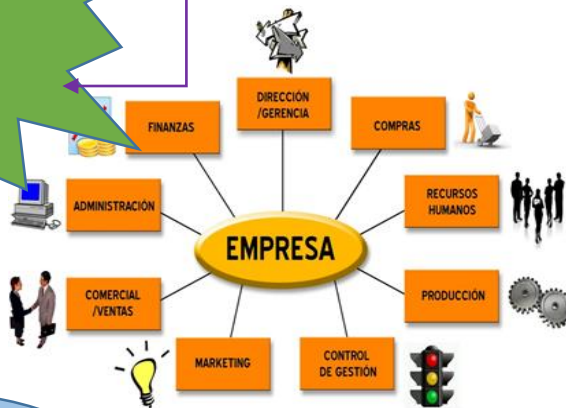 DIRECCIÓN
/GERENCIA
FINANZAS
COMPRAS
ADMINISTRACIÓN
RECURSOS
HUMANOS
EMPRESA
COMERCIAL
/VENTAS
PRODUCCIÓN
MARKETING
CONTROL
DE GESTIÓN